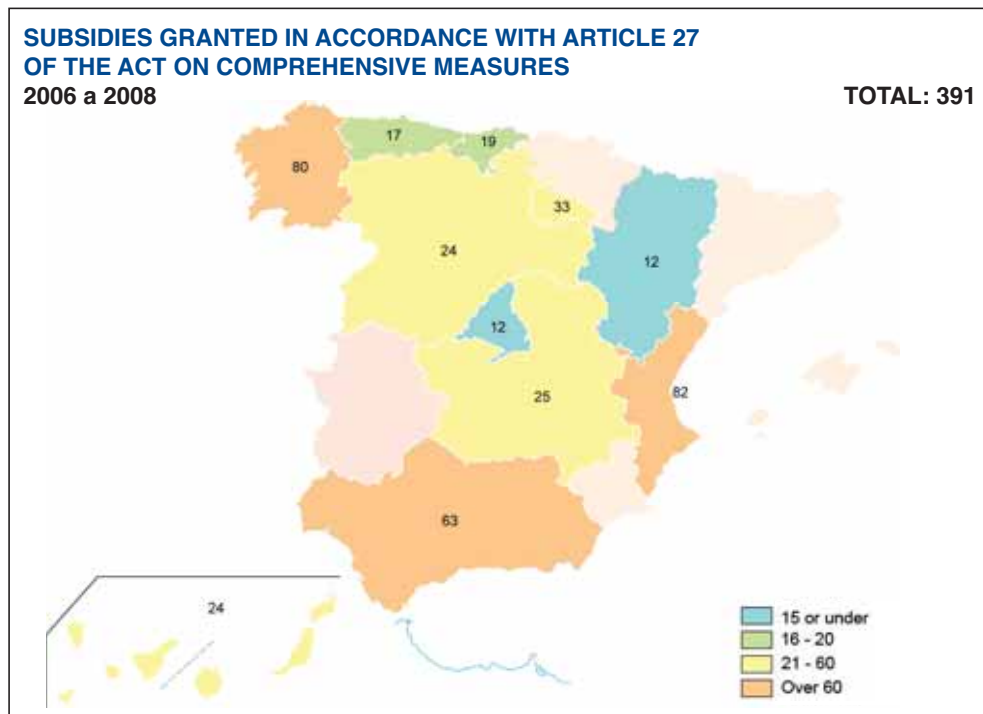 SUBSIDIES GRANTED IN ACCORDANCE WITH ARTICLE 27
OF THE ACT ON COMPREHENSIVE MEASURES
2006 a 2008
TOTAL: 391
17
19
80
33
24
12
12
25
82
63
24
15 or under
16 - 20
21 - 60
Over 60